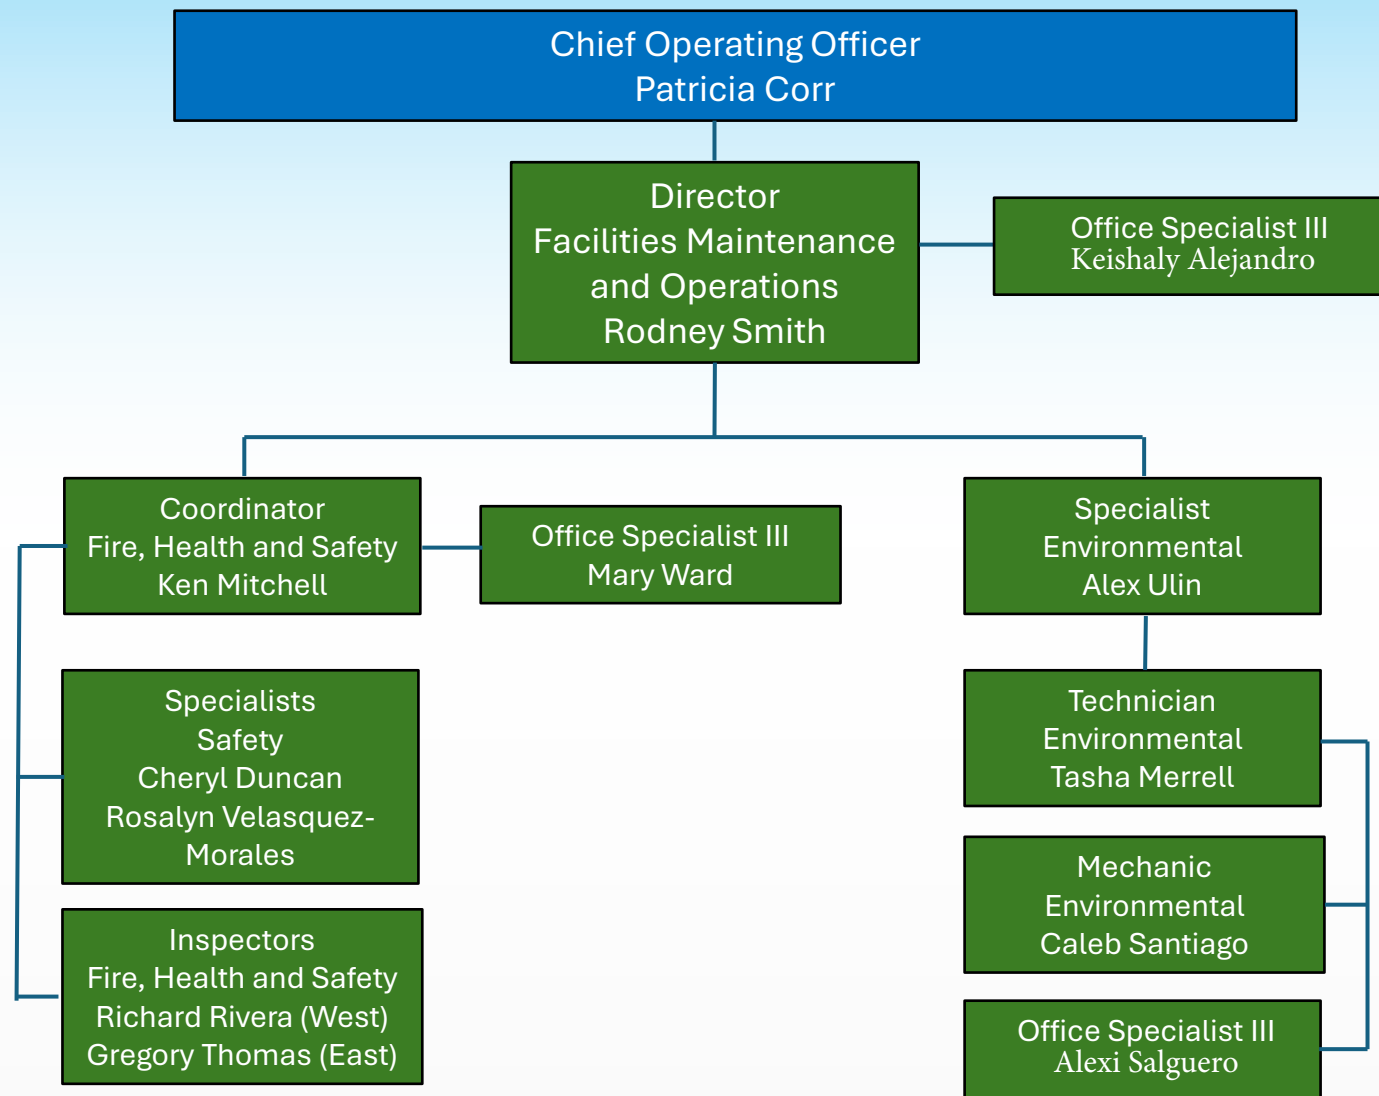 Chief Operating Officer
Patricia Corr
Director
Facilities Maintenance
and Operations
Rodney Smith
Office Specialist III
Keishaly Alejandro
Coordinator
Fire, Health and Safety
Ken Mitchell
Office Specialist III
Mary Ward
Specialist
Environmental
Alex Ulin
Specialists
Safety
Cheryl Duncan
Rosalyn Velasquez-
Morales
Technician
Environmental
Tasha Merrell
Mechanic
Environmental
Caleb Santiago
Inspectors
Fire, Health and Safety
Richard Rivera (West)
Gregory Thomas (East)
Office Specialist III
Alexi Salguero